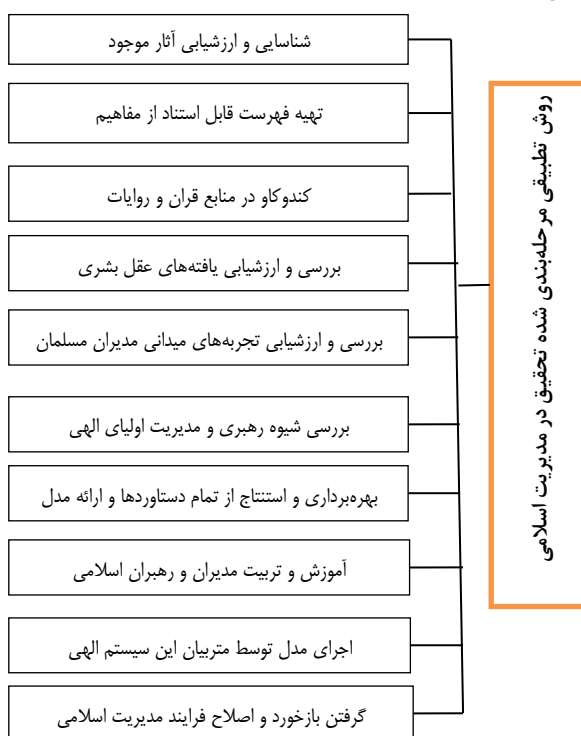 روش تطبیقی مرحله‌بندی شده تحقیق در مدیریت اسلامی
شناسایی و ارزشیابی آثار موجود
تهیه فهرست قابل استناد از مفاهیم
کندوکاو در منابع قران و روایات
بررسی و ارزشیابی یافته‌های عقل بشری
بررسی و ارزشیابی تجربه‌های میدانی مدیران مسلمان
بررسی شیوه رهبری و مدیریت اولیای الهی
بهره‌برداری و استنتاج از تمام دستاوردها و ارائه مدل
آموزش و تربیت مدیران و رهبران اسلامی
اجرای مدل توسط متربیان این سیستم الهی
گرفتن بازخورد و اصلاح فرایند مدیریت اسلامی